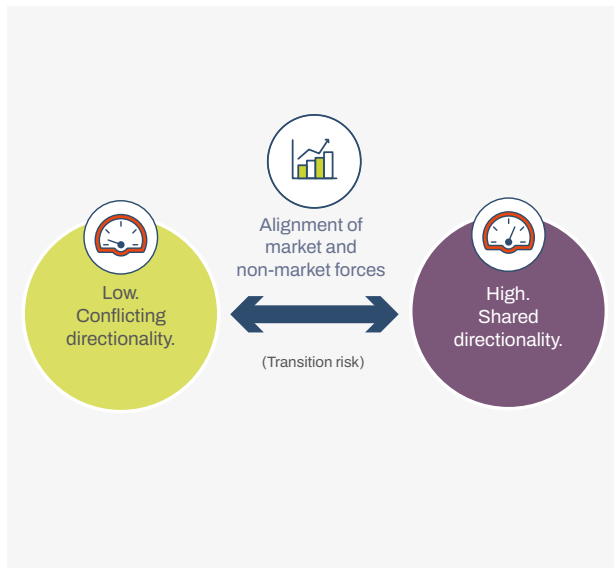 Alignment of
market and
non-market forces
Low.
Conflicting
directionality.
High.
Shared
directionality.
(Transition risk)